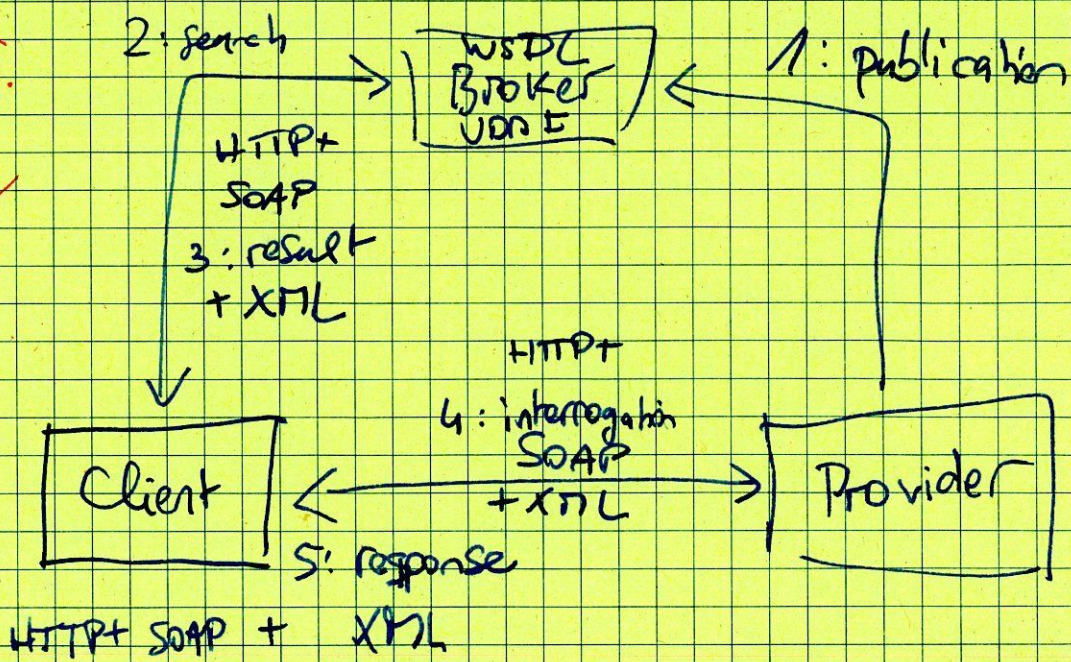 2: search
WSDL
Broker
UDDI
1: publication
HTTP+
SOAP
3: result
+ XML
HTTP+
4: interrogation
SOAP
+ XML
Client
Provider
5: response
HTTP+ SOAP + XML